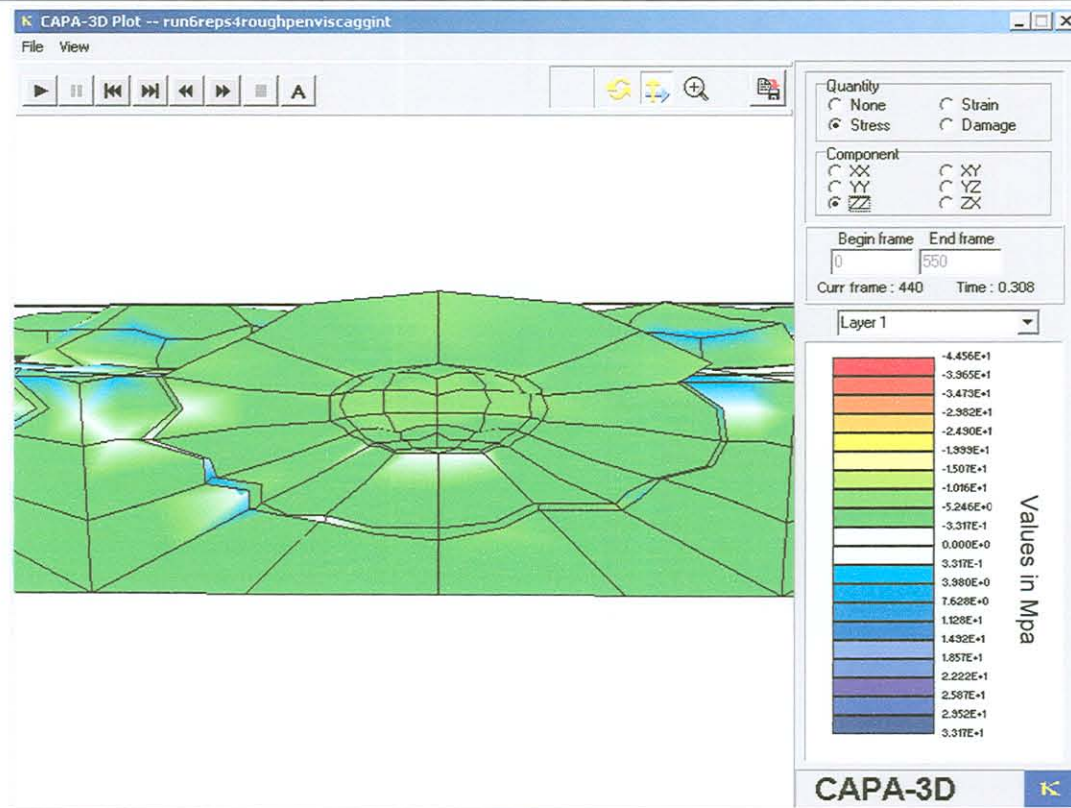 CAPA-3D Plot -- run6reps4roughpenviscaggint
File View
A
Quantity
None Strain
Stress Damage
Component
XX XY
YY YZ
ZZ ZX
Begin frame End frame
0 550
Curr frame : 440 Time : 0.308
Layer 1
-4.456E+1
-3.965E+1
-3.473E+1
-2.982E+1
-2.490E+1
-1.999E+1
-1.507E+1
-1.016E+1
-5.246E+0
-3.317E-1
0.000E+0
3.317E-1
3.980E+0
7.628E+0
1.128E+1
1.492E+1
1.857E+1
2.222E+1
2.587E+1
2.952E+1
3.317E+1
Values in Mpa
CAPA-3D
K